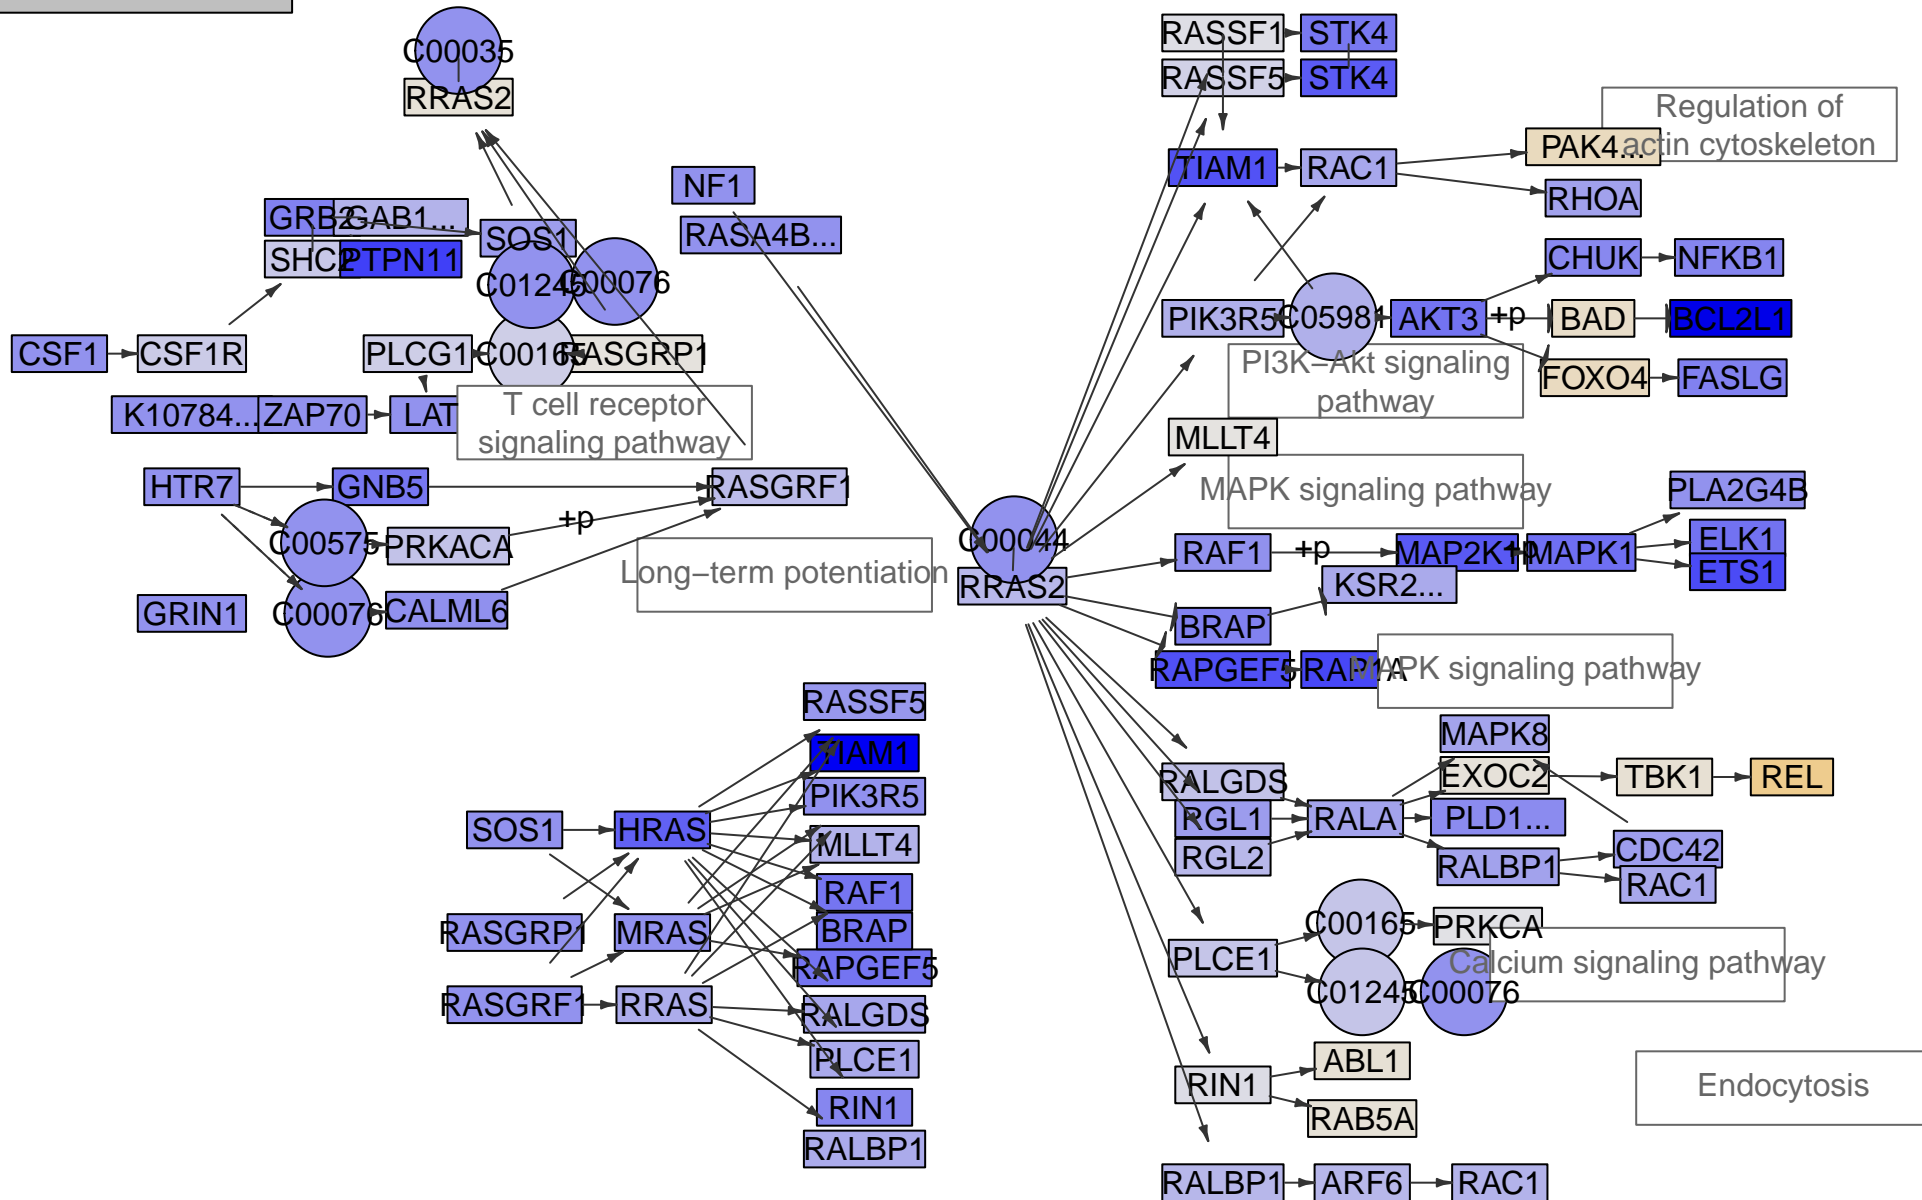 C00035
RRAS2
RASSF1
STK4
RASSF5
STK4
Regulation of
actin cytoskeleton
PAK4...
TIAM1
RAC1
RHOA
NF1
RASA4B...
GRB2
GAB1...
SHC2
PTPN11
SOS1
C01245
C00076
CHUK
NFKB1
PIK3R5
C05981
AKT3
+p
BAD
BCL2L1
CSF1
CSF1R
PLCG1
C00165
RASGRP1
PI3K−Akt signaling
pathway
FOXO4
FASLG
K10784...
ZAP70
LAT
T cell receptor
signaling pathway
MLLT4
MAPK signaling pathway
HTR7
GNB5
RASGRF1
PLA2G4B
C00575
PRKACA
+p
C00044
RRAS2
RAF1
+p
MAP2K1
+p
MAPK1
ELK1
ETS1
Long−term potentiation
KSR2...
GRIN1
C00076
CALML6
BRAP
RAPGEF5
RAP1A
MAPK signaling pathway
RASSF5
TIAM1
PIK3R5
MLLT4
RAF1
BRAP
RAPGEF5
RALGDS
PLCE1
RIN1
RALBP1
SOS1
HRAS
RASGRP1
MRAS
RASGRF1
RRAS
MAPK8
RALGDS
EXOC2
TBK1
REL
RGL1
RALA
PLD1...
RGL2
RALBP1
CDC42
RAC1
C00165
PRKCA
PLCE1
Calcium signaling pathway
C01245
C00076
ABL1
RIN1
RAB5A
Endocytosis
RALBP1
ARF6
RAC1